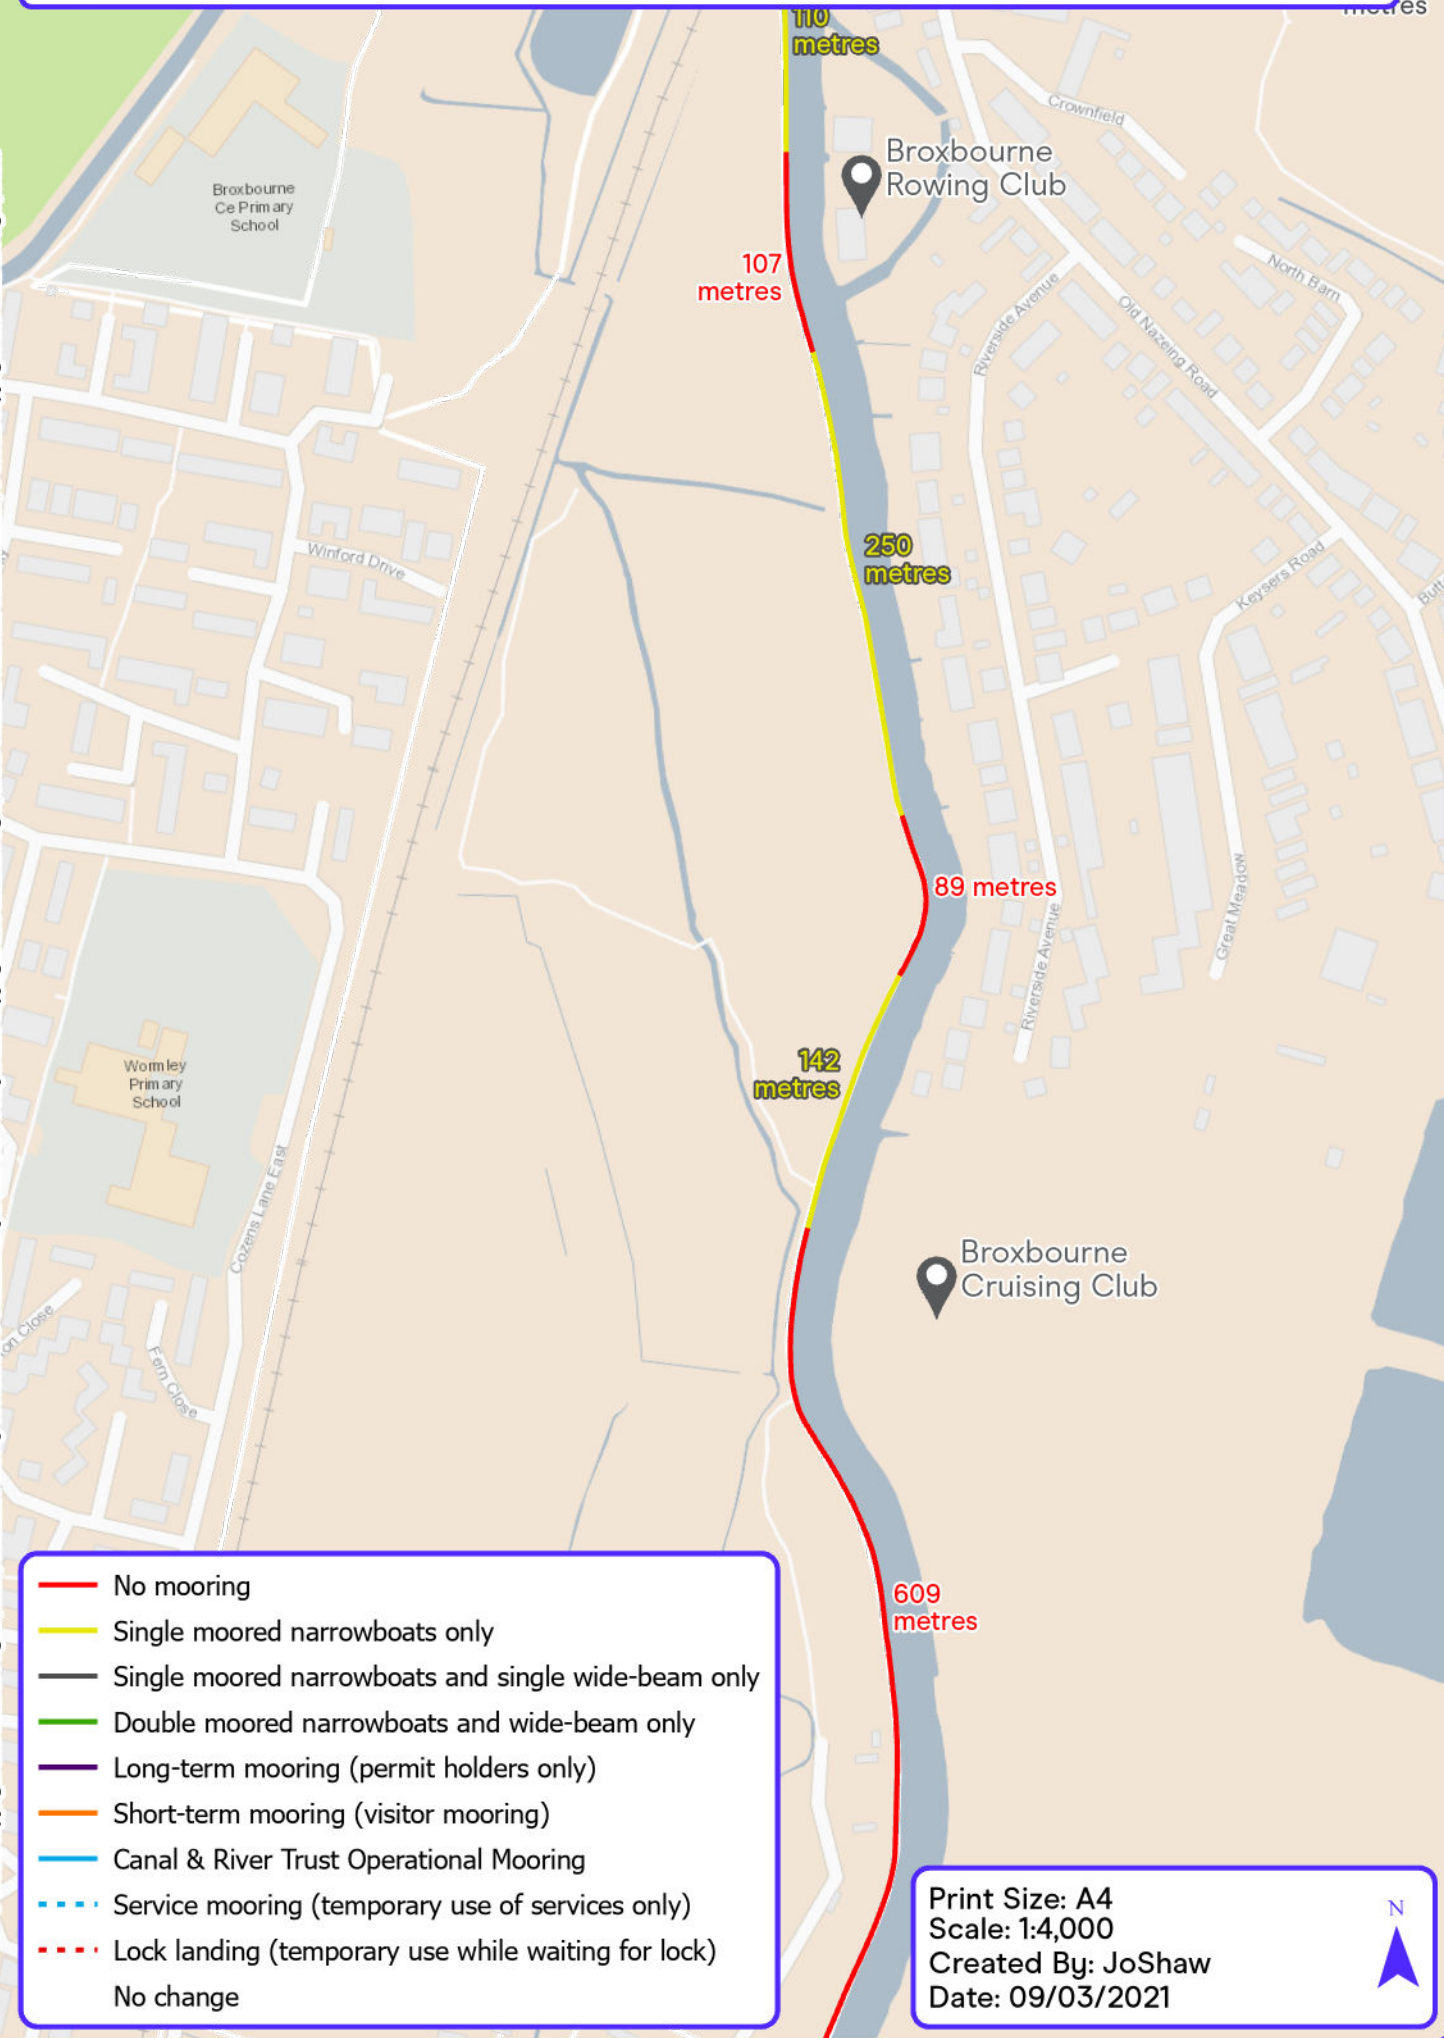 110
metres
metres
Crownfield
Broxbourne
Rowing Club
Broxbourne
Ce Primary
School
107
metres
North Barn
Riverside Avenue
Old Nazeing Road
Winford Drive
250
metres
Keysers Road
89 metres
Great Meadow
Riverside Avenue
142
metres
Wormley
Primary
School
Cozens Lane East
Broxbourne
Cruising Club
Close
Fern Close
609
metres
No mooring
Single moored narrowboats only
Single moored narrowboats and single wide-beam only
Double moored narrowboats and wide-beam only
Long-term mooring (permit holders only)
Short-term mooring (visitor mooring)
Canal & River Trust Operational Mooring
Service mooring (temporary use of services only)
Lock landing (temporary use while waiting for lock)
No change
Print Size: A4
Scale: 1:4,000
Created By: JoShaw
Date: 09/03/2021
N